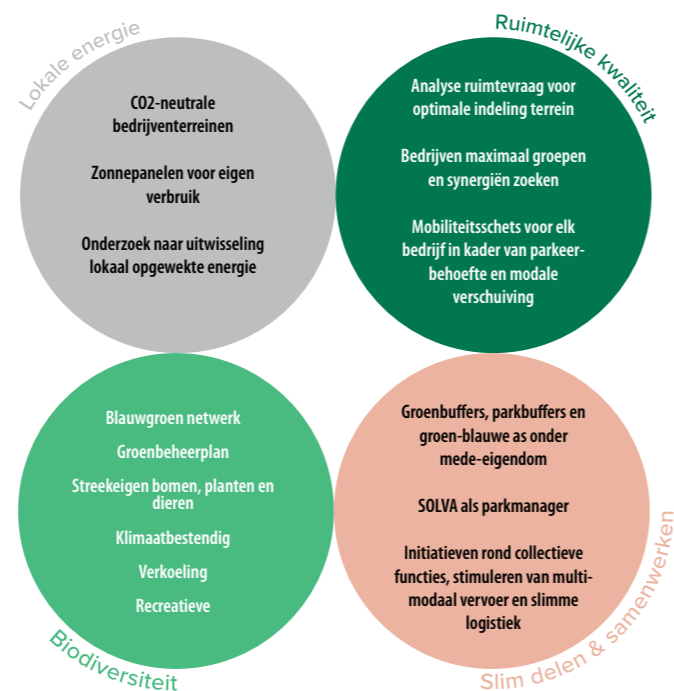 Lokale energie
CO2-neutrale
bedrijventerreinen
Zonnepanelen voor eigen
verbruik
Onderzoek naar uitwisseling
lokaal opgewekte energie
Ruimtelijke kwaliteit
Analyse ruimtevraag voor
optimale indeling terrein
Bedrijven maximaal groepen
en synergiën zoeken
Mobiliteitsschets voor elk
bedrijf in kader van parkeer-
behoefte en modale
verschuiving
Blauwgroen netwerk
Groenbeheerplan
Streekeigen bomen, planten en
dieren
Klimaatbestendig
Verkoeling
Recreatieve
Biodiversiteit
Groenbuffers, parkbuffers en
groen-blauwe as onder
mede-eigendom
SOLVA als parkmanager
Initiatieven rond collectieve
functies, stimuleren van multi-
modaal vervoer en slimme
logistiek
Slim delen & samenwerken